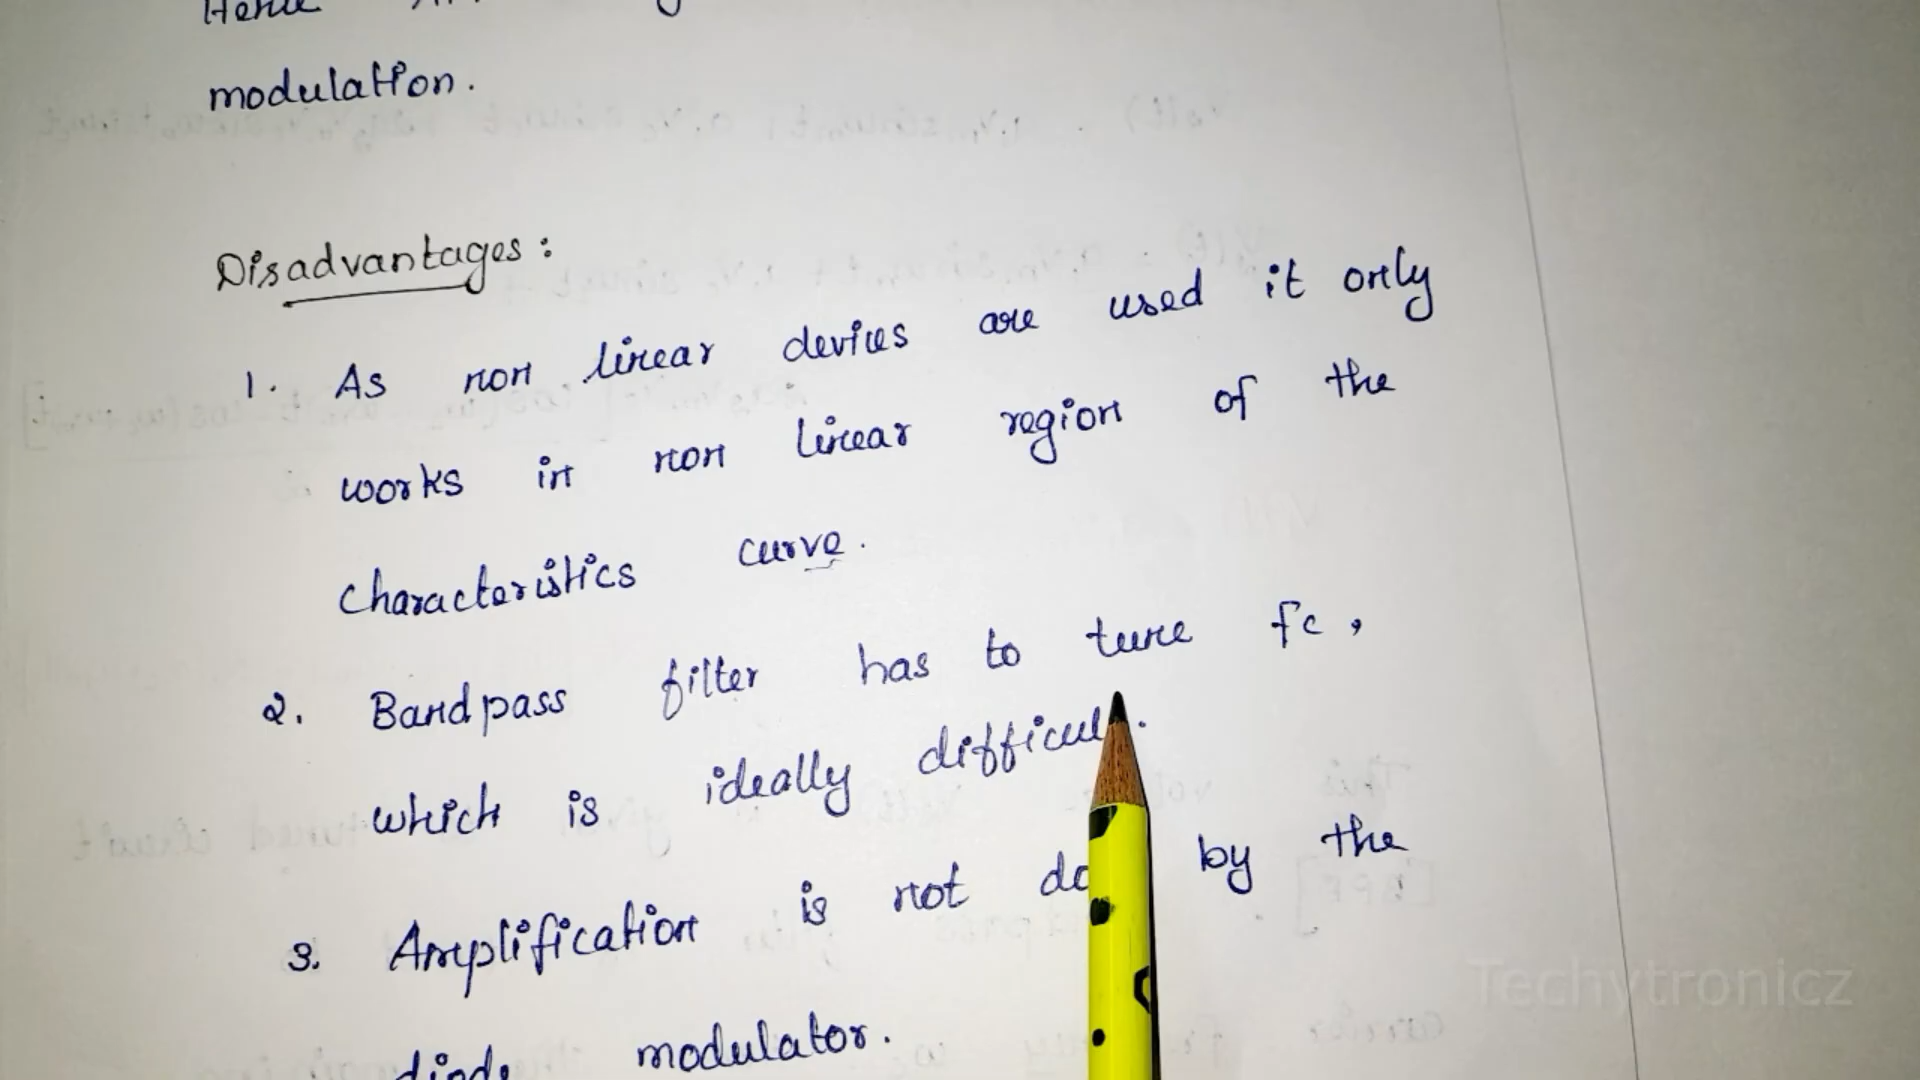 modulation.
Disadvantages:
1. As non linear devices are used it only
works in non linear region of the
characteristics curve.
2. Bandpass filter has to tune fc,
which is ideally difficult.
3. Amplification is not by the
modulator.
Techytronicz